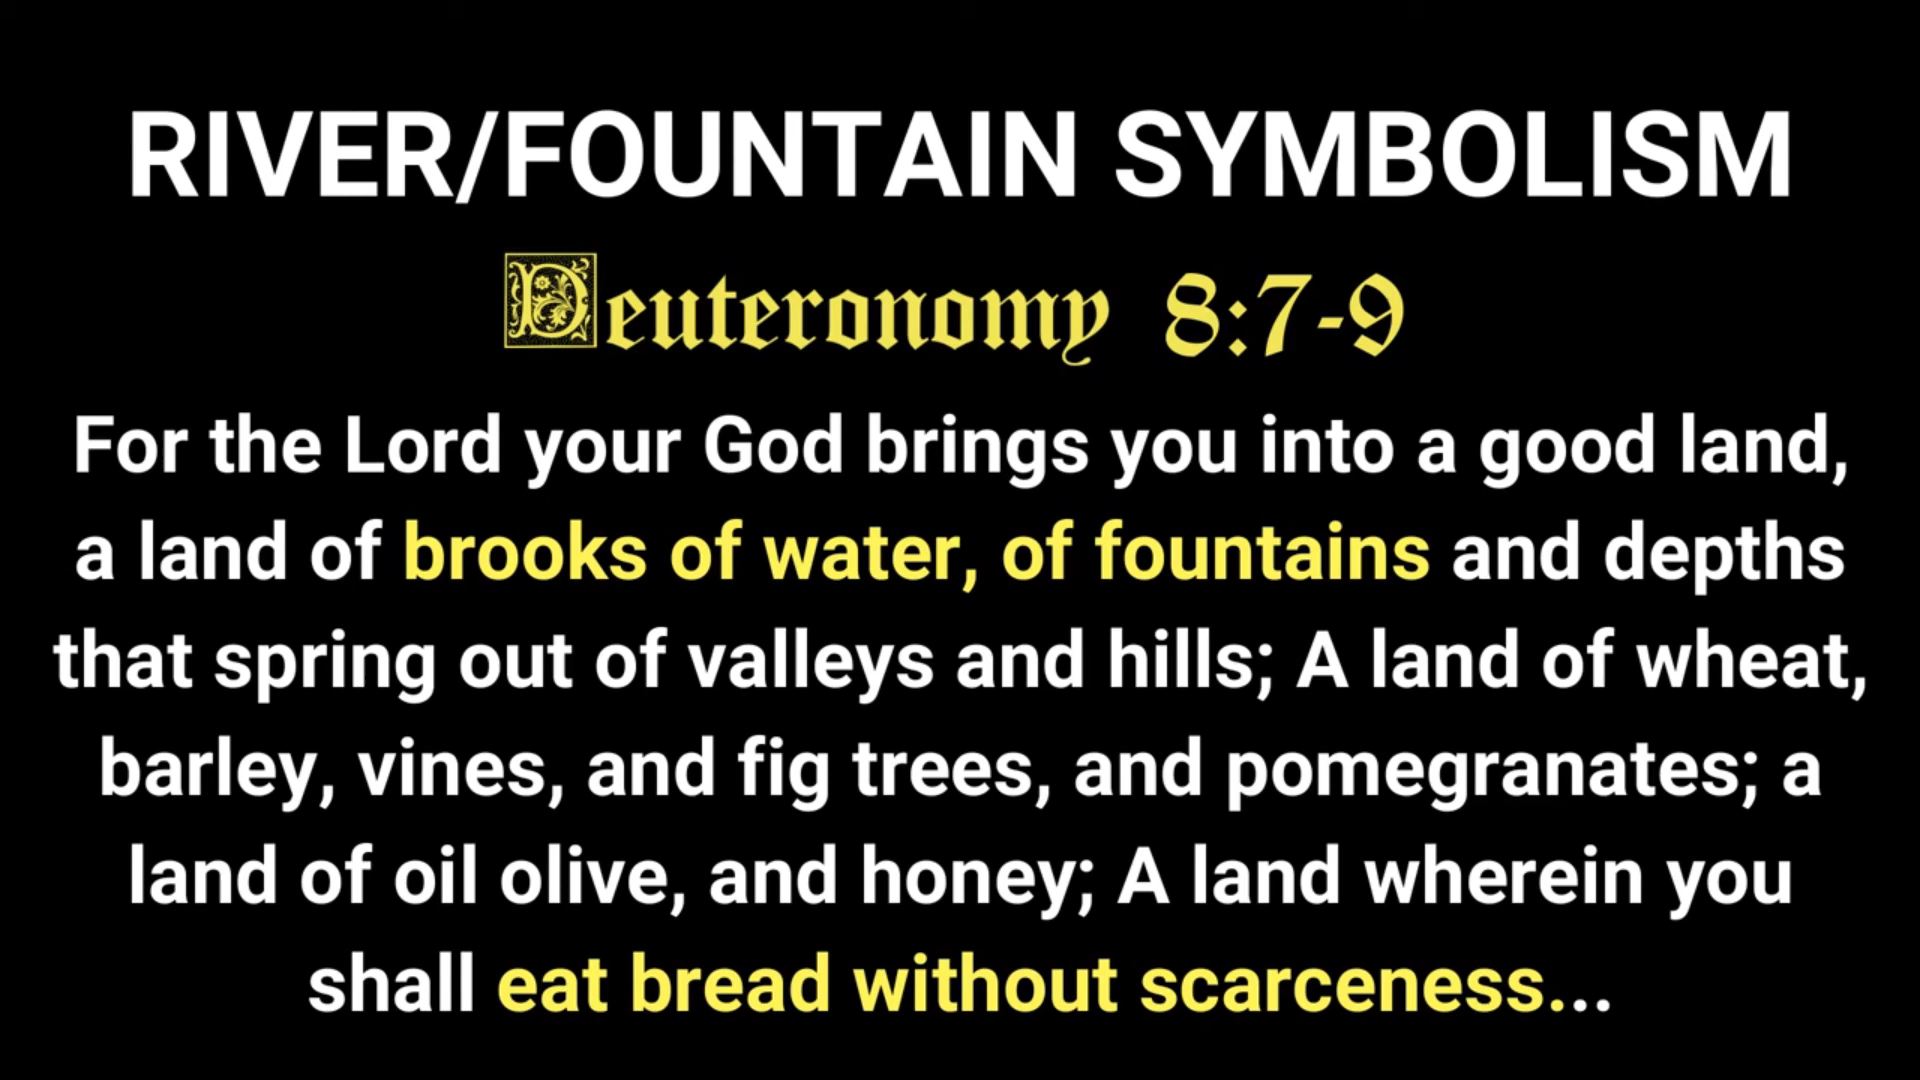 RIVER/FOUNTAIN SYMBOLISM
Deuteronomy 8:7-9
For the Lord your God brings you into a good land,
a land of brooks of water, of fountains and depths
that spring out of valleys and hills; A land of wheat,
barley, vines, and fig trees, and pomegranates; a
land of oil olive, and honey; A land wherein you
shall eat bread without scarceness...